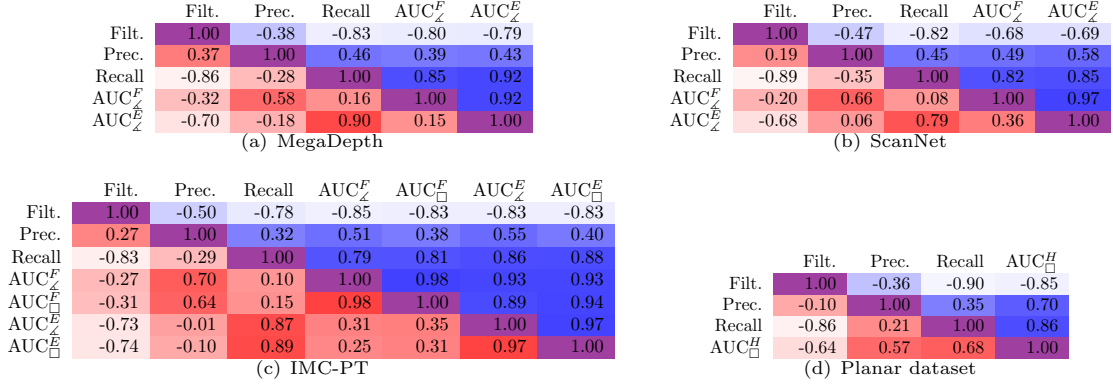 Filt. Prec. Recall AUC^F_∡ AUC^E_∡
Filt. 1.00 -0.38 -0.83 -0.80 -0.79
Prec. 0.37 1.00 0.46 0.39 0.43
Recall -0.86 -0.28 1.00 0.85 0.92
AUC^F_∡ -0.32 0.58 0.16 1.00 0.92
AUC^E_∡ -0.70 -0.18 0.90 0.15 1.00
(a) MegaDepth
Filt. Prec. Recall AUC^F_∡ AUC^E_∡
Filt. 1.00 -0.47 -0.82 -0.68 -0.69
Prec. 0.19 1.00 0.45 0.49 0.58
Recall -0.89 -0.35 1.00 0.82 0.85
AUC^F_∡ -0.20 0.66 0.08 1.00 0.97
AUC^E_∡ -0.68 0.06 0.79 0.36 1.00
(b) ScanNet
Filt. Prec. Recall AUC^F_∡ AUC^F_□ AUC^E_∡ AUC^E_□
Filt. 1.00 -0.50 -0.78 -0.85 -0.83 -0.83 -0.83
Prec. 0.27 1.00 0.32 0.51 0.38 0.55 0.40
Recall -0.83 -0.29 1.00 0.79 0.81 0.86 0.88
AUC^F_∡ -0.27 0.70 0.10 1.00 0.98 0.93 0.93
AUC^F_□ -0.31 0.64 0.15 0.98 1.00 0.89 0.94
AUC^E_∡ -0.73 -0.01 0.87 0.31 0.35 1.00 0.97
AUC^E_□ -0.74 -0.10 0.89 0.25 0.31 0.97 1.00
(c) IMC-PT
Filt. Prec. Recall AUC^H_□
Filt. 1.00 -0.36 -0.90 -0.85
Prec. -0.10 1.00 0.35 0.70
Recall -0.86 0.21 1.00 0.86
AUC^H_□ -0.64 0.57 0.68 1.00
(d) Planar dataset